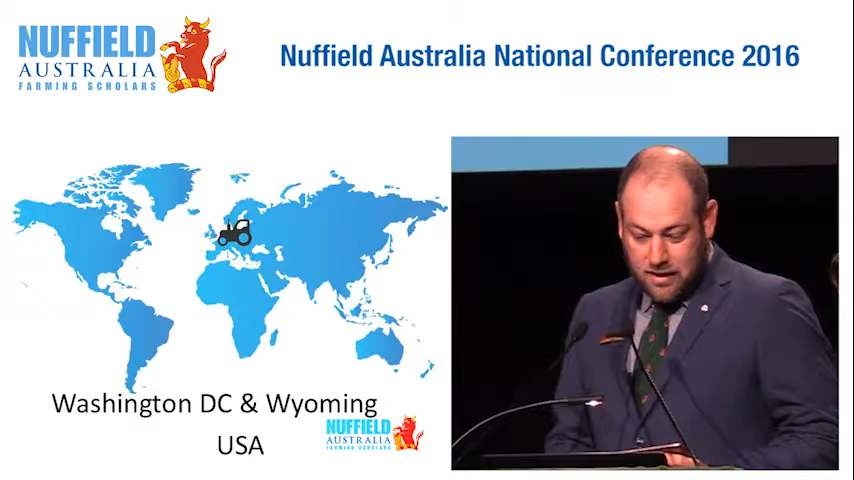 NUFFIELD
AUSTRALIA
FARMING SCHOLARS
Nuffield Australia National Conference 2016
Washington DC & Wyoming
USA
NUFFIELD
AUSTRALIA
FARMING SCHOLARS